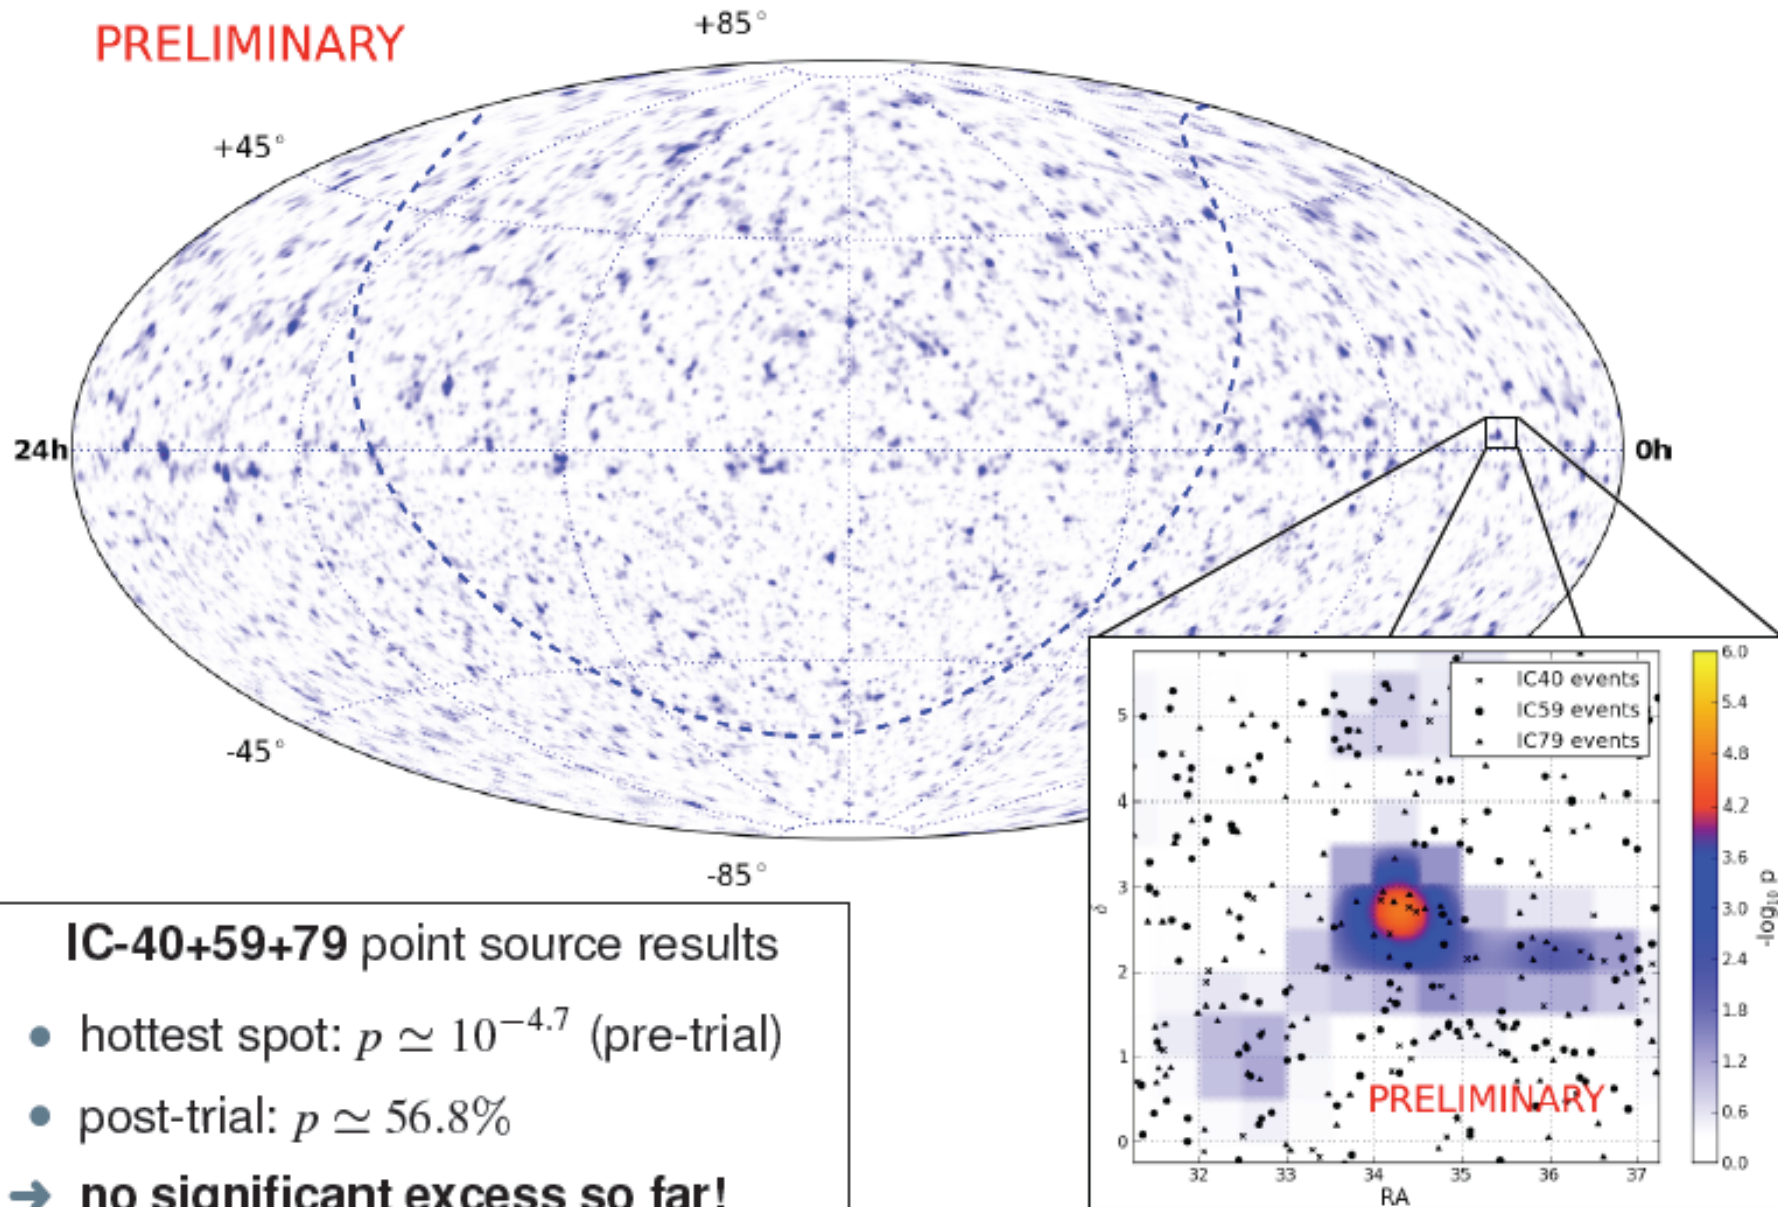 PRELIMINARY
+85°
+45°
24h
0h
-45°
-85°
IC-40+59+79 point source results
• hottest spot: p ≃ 10^−4.7 (pre-trial)
• post-trial: p ≃ 56.8%
➔ no significant excess so far!
IC40 events
IC59 events
IC79 events
5
4
3
2
1
0
δ
32 33 34 35 36 37
RA
PRELIMINARY
6.0
5.4
4.8
4.2
3.6
3.0
2.4
1.8
1.2
0.6
0.0
-log₁₀ p